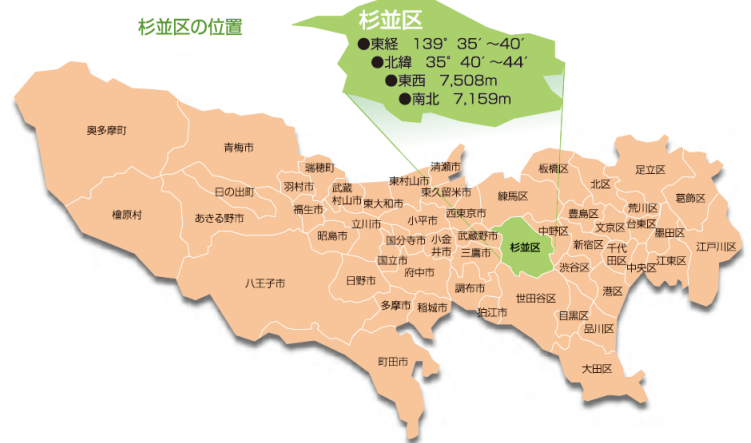 杉並区の位置
杉並区
●東経 139°35′～40′
●北緯 35°40′～44′
●東西 7,508m
●南北 7,159m
奥多摩町
青梅市
檜原村
日の出町
あきる野市
瑞穂町
羽村市
福生市
武蔵
村山市
東大和市
東村山市
清瀬市
東久留米市
昭島市
立川市
小平市
西東京市
国分寺市
小金
井市
武蔵野市
三鷹市
国立市
府中市
八王子市
日野市
多摩市
稲城市
調布市
狛江市
町田市
練馬区
板橋区
北区
足立区
葛飾区
豊島区
荒川区
文京区
台東区
墨田区
江戸川区
中野区
杉並区
新宿区
千代
田区
中央区
江東区
渋谷区
港区
世田谷区
目黒区
品川区
大田区